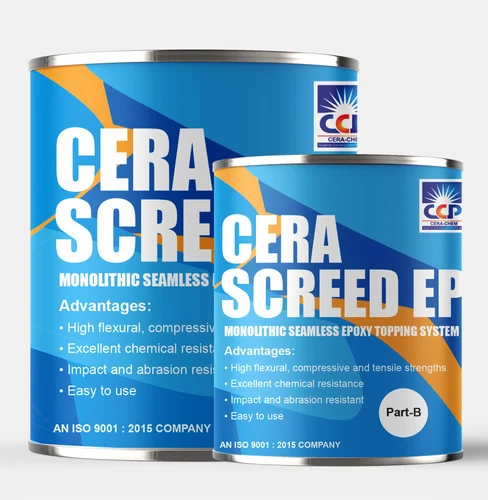 CCP
CERA-CHEM
CERA
SCREED
MONOLITHIC SEAMLESS
Advantages:
• High flexural, compressive
• Excellent chemical
• Impact and abrasion
• Easy to use
AN ISO 9001 : 2015 COMPANY
CCP
CERA-CHEM
CERA
SCREED EP
MONOLITHIC SEAMLESS EPOXY TOPPING SYSTEM
Advantages:
• High flexural, compressive and tensile strengths
• Excellent chemical resistance
• Impact and abrasion resistant
• Easy to use
Part-B
AN ISO 9001 : 2015 COMPANY